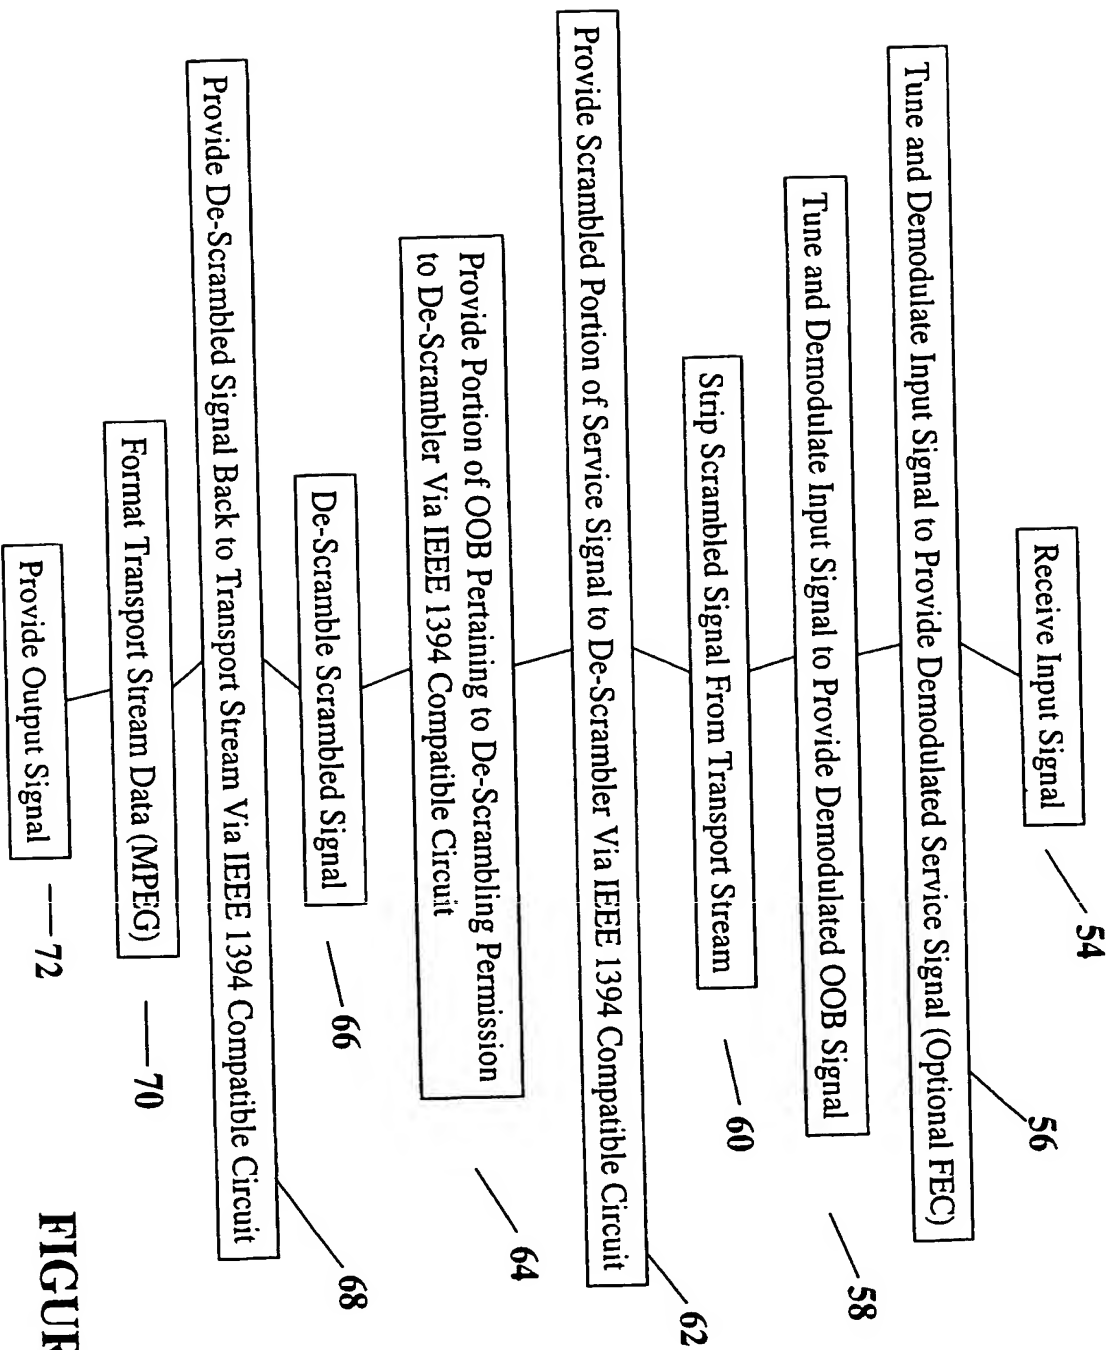 Receive Input Signal
54
Tune and Demodulate Input Signal to Provide Demodulated Service Signal (Optional FEC)
56
Tune and Demodulate Input Signal to Provide Demodulated OOB Signal
58
Strip Scrambled Signal From Transport Stream
60
Provide Scrambled Portion of Service Signal to De-Scrambler Via IEEE 1394 Compatible Circuit
62
Provide Portion of OOB Pertaining to De-Scrambling Permission
to De-Scrambler Via IEEE 1394 Compatible Circuit
64
De-Scramble Scrambled Signal
66
Provide De-Scrambled Signal Back to Transport Stream Via IEEE 1394 Compatible Circuit
68
Format Transport Stream Data (MPEG)
70
Provide Output Signal
72